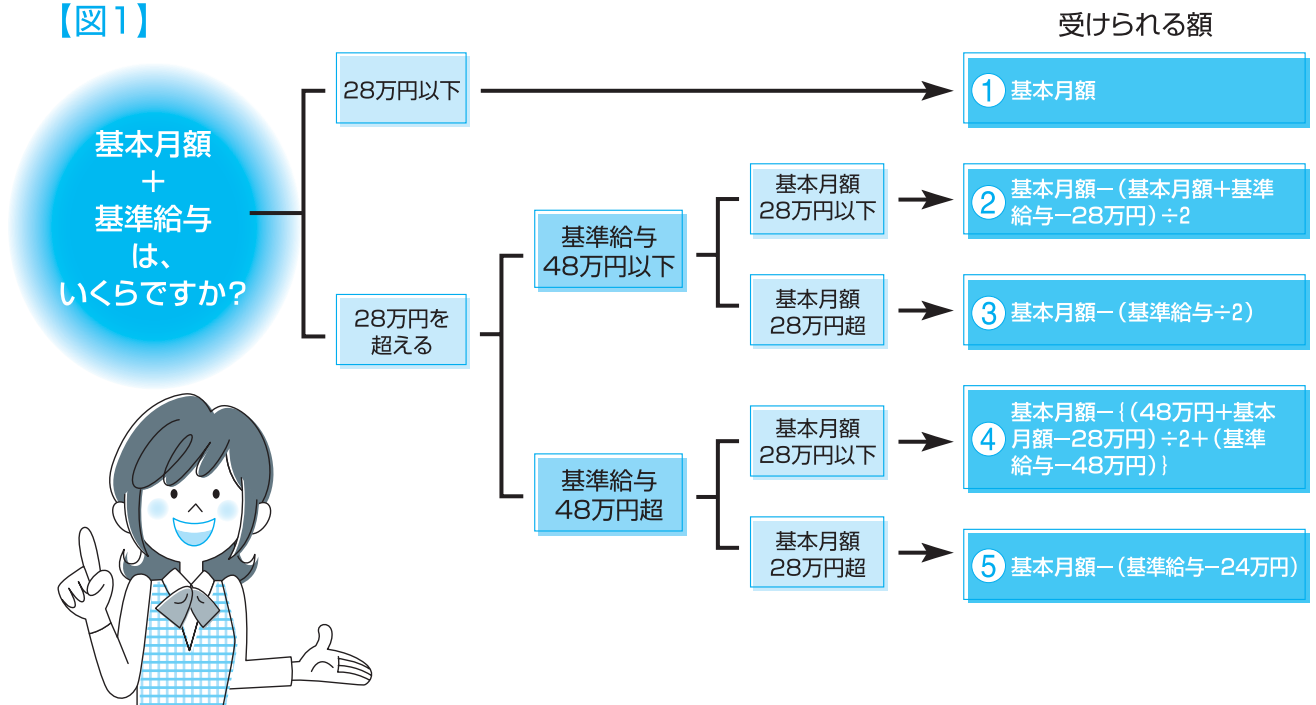 【図1】
基本月額
+
基準給与
は、
いくらですか?
28万円以下
28万円を
超える
基準給与
48万円以下
基準給与
48万円超
基本月額
28万円以下
基本月額
28万円超
基本月額
28万円以下
基本月額
28万円超
受けられる額
① 基本月額
② 基本月額−(基本月額+基準
給与−28万円)÷2
③ 基本月額−(基準給与÷2)
④ 基本月額−{(48万円+基本
月額−28万円)÷2+(基準
給与−48万円)}
⑤ 基本月額−(基準給与−24万円)